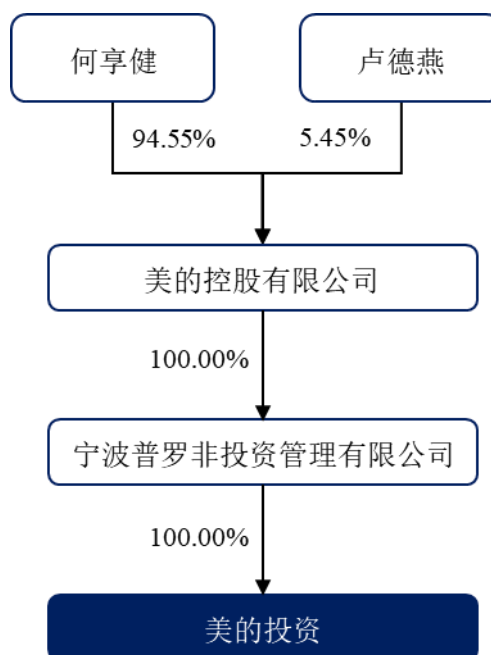 何享健
卢德燕
94.55%
5.45%
美的控股有限公司
100.00%
宁波普罗非投资管理有限公司
100.00%
美的投资